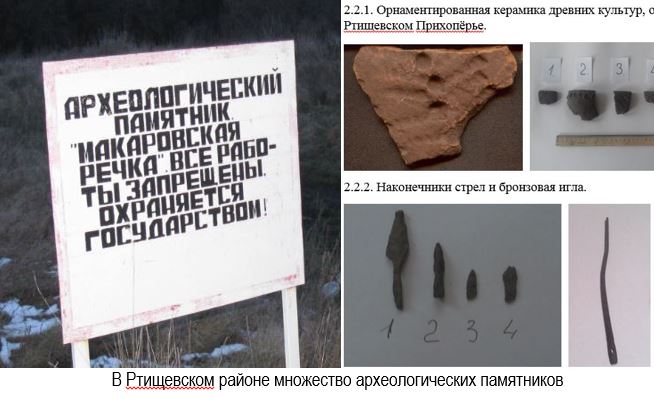 АРХЕОЛОГИЧЕСКИЙ
ПАМЯТНИК
"МАКАРОВСКАЯ
РЕЧКА". ВСЕ РАБО-
ТЫ ЗАПРЕЩЕНЫ.
ОХРАНЯЕТСЯ
ГОСУДАРСТВОМ!
2.2.1. Орнаментированная керамика древних культур, о
Ртищевском Прихопёрье.
1 2 3 4
2.2.2. Наконечники стрел и бронзовая игла.
1 2 3 4
В Ртищевском районе множество археологических памятников